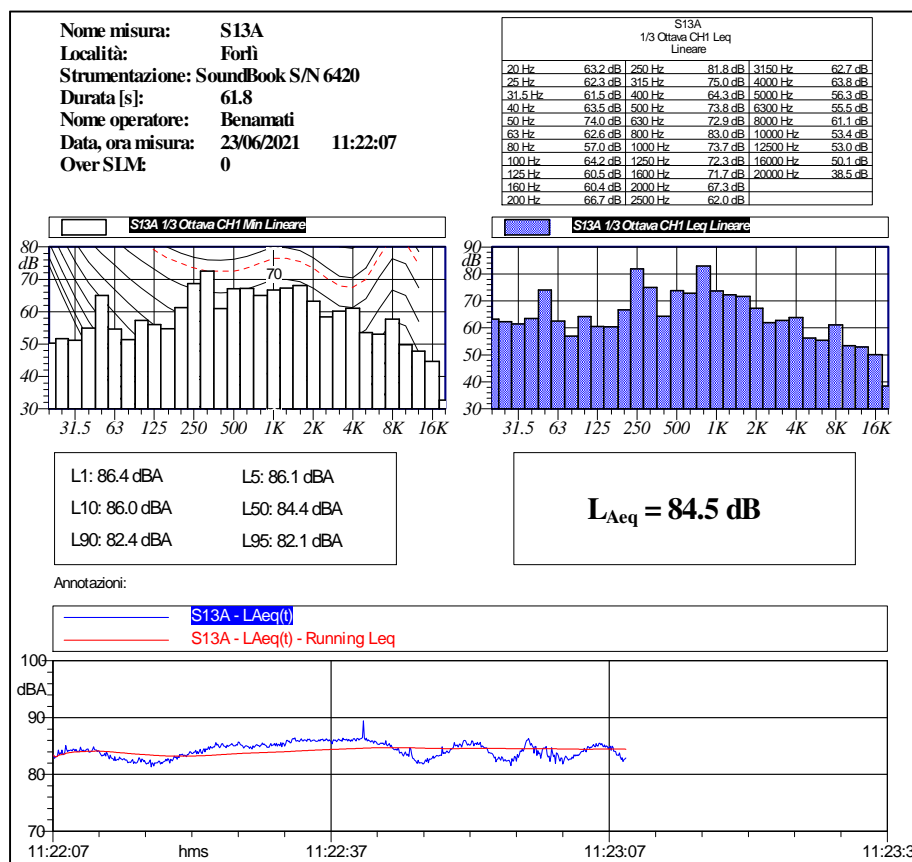 Nome misura: S13A
Località: Forlì
Strumentazione: SoundBook S/N 6420
Durata [s]: 61.8
Nome operatore: Benamati
Data, ora misura: 23/06/2021 11:22:07
Over SLM: 0
S13A
1/3 Ottava CH1 Leq
Lineare
20 Hz 63.2 dB 250 Hz 81.8 dB 3150 Hz 62.7 dB
25 Hz 62.3 dB 315 Hz 75.0 dB 4000 Hz 63.8 dB
31.5 Hz 61.5 dB 400 Hz 64.3 dB 5000 Hz 56.3 dB
40 Hz 63.5 dB 500 Hz 73.8 dB 6300 Hz 55.5 dB
50 Hz 74.0 dB 630 Hz 72.9 dB 8000 Hz 61.1 dB
63 Hz 62.6 dB 800 Hz 83.0 dB 10000 Hz 53.4 dB
80 Hz 57.0 dB 1000 Hz 73.7 dB 12500 Hz 53.0 dB
100 Hz 64.2 dB 1250 Hz 72.3 dB 16000 Hz 50.1 dB
125 Hz 60.5 dB 1600 Hz 71.7 dB 20000 Hz 38.5 dB
160 Hz 60.4 dB 2000 Hz 67.3 dB
200 Hz 66.7 dB 2500 Hz 62.0 dB
S13A 1/3 Ottava CH1 Min Lineare
80
dB
70
60
50
40
30
70
31.5 63 125 250 500 1K 2K 4K 8K 16K
S13A 1/3 Ottava CH1 Leq Lineare
90
dB
80
70
60
50
40
30
31.5 63 125 250 500 1K 2K 4K 8K 16K
L1: 86.4 dBA L5: 86.1 dBA
L10: 86.0 dBA L50: 84.4 dBA
L90: 82.4 dBA L95: 82.1 dBA
LAeq = 84.5 dB
Annotazioni:
S13A - LAeq(t)
S13A - LAeq(t) - Running Leq
100
dBA
90
80
70
11:22:07 hms 11:22:37 11:23:07 11:23:3